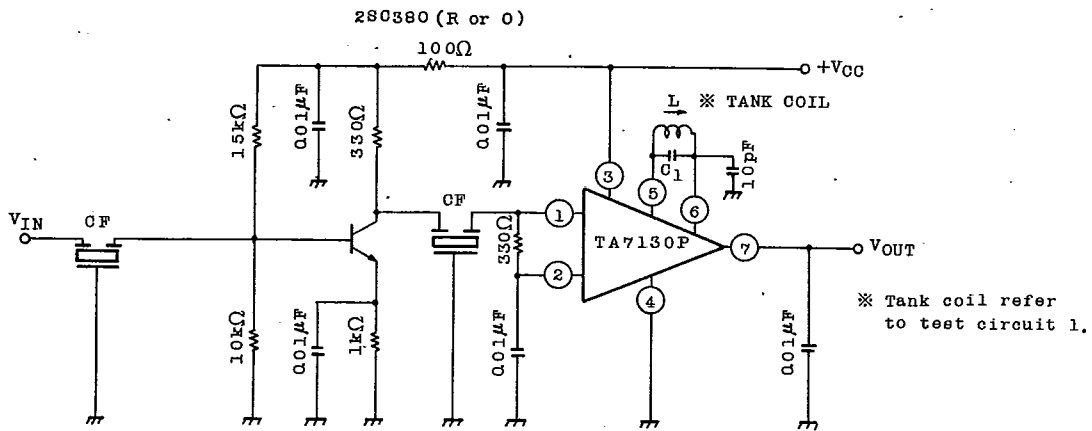 2SC380 (R or O)
100Ω
+VCC
15kΩ
0.01μF
330Ω
0.01μF
L ※ TANK COIL
C1
10pF
3
5
6
VIN
CF
CF
1
330Ω
TA7130P
7
VOUT
2
4
※ Tank coil refer
to test circuit 1.
10kΩ
0.01μF
1kΩ
0.01μF
0.01μF